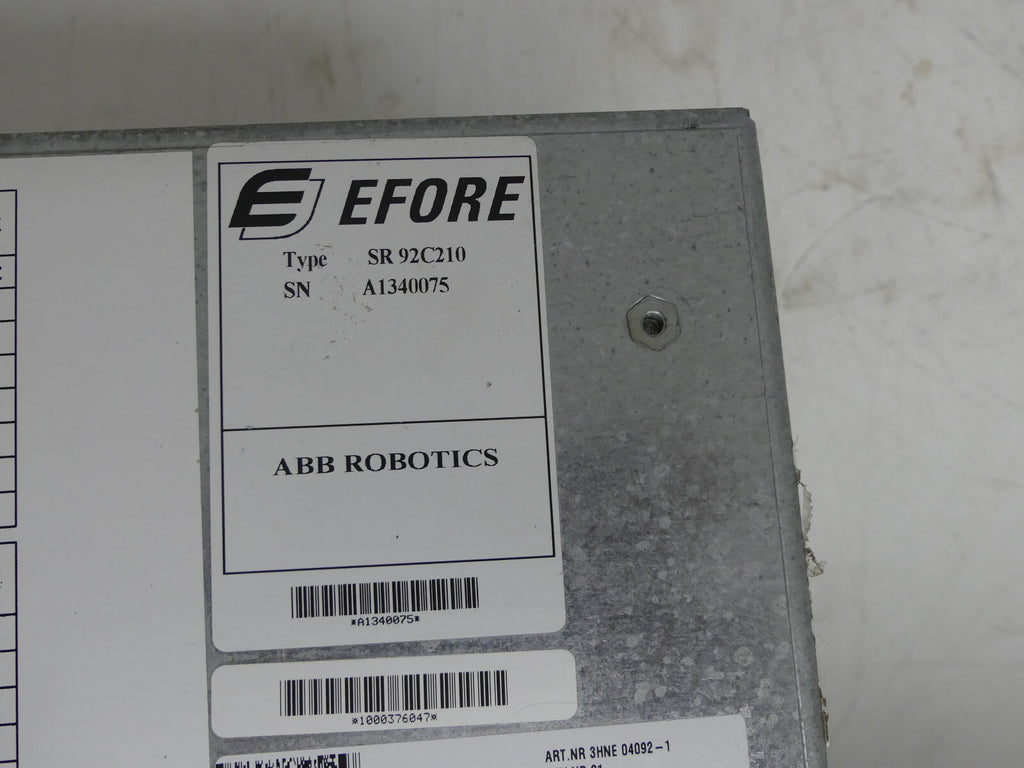 EFORE
Type SR 92C210
SN A1340075
ABB ROBOTICS
*A1340075*
*1000376047*
ART.NR 3HNE 04092-1